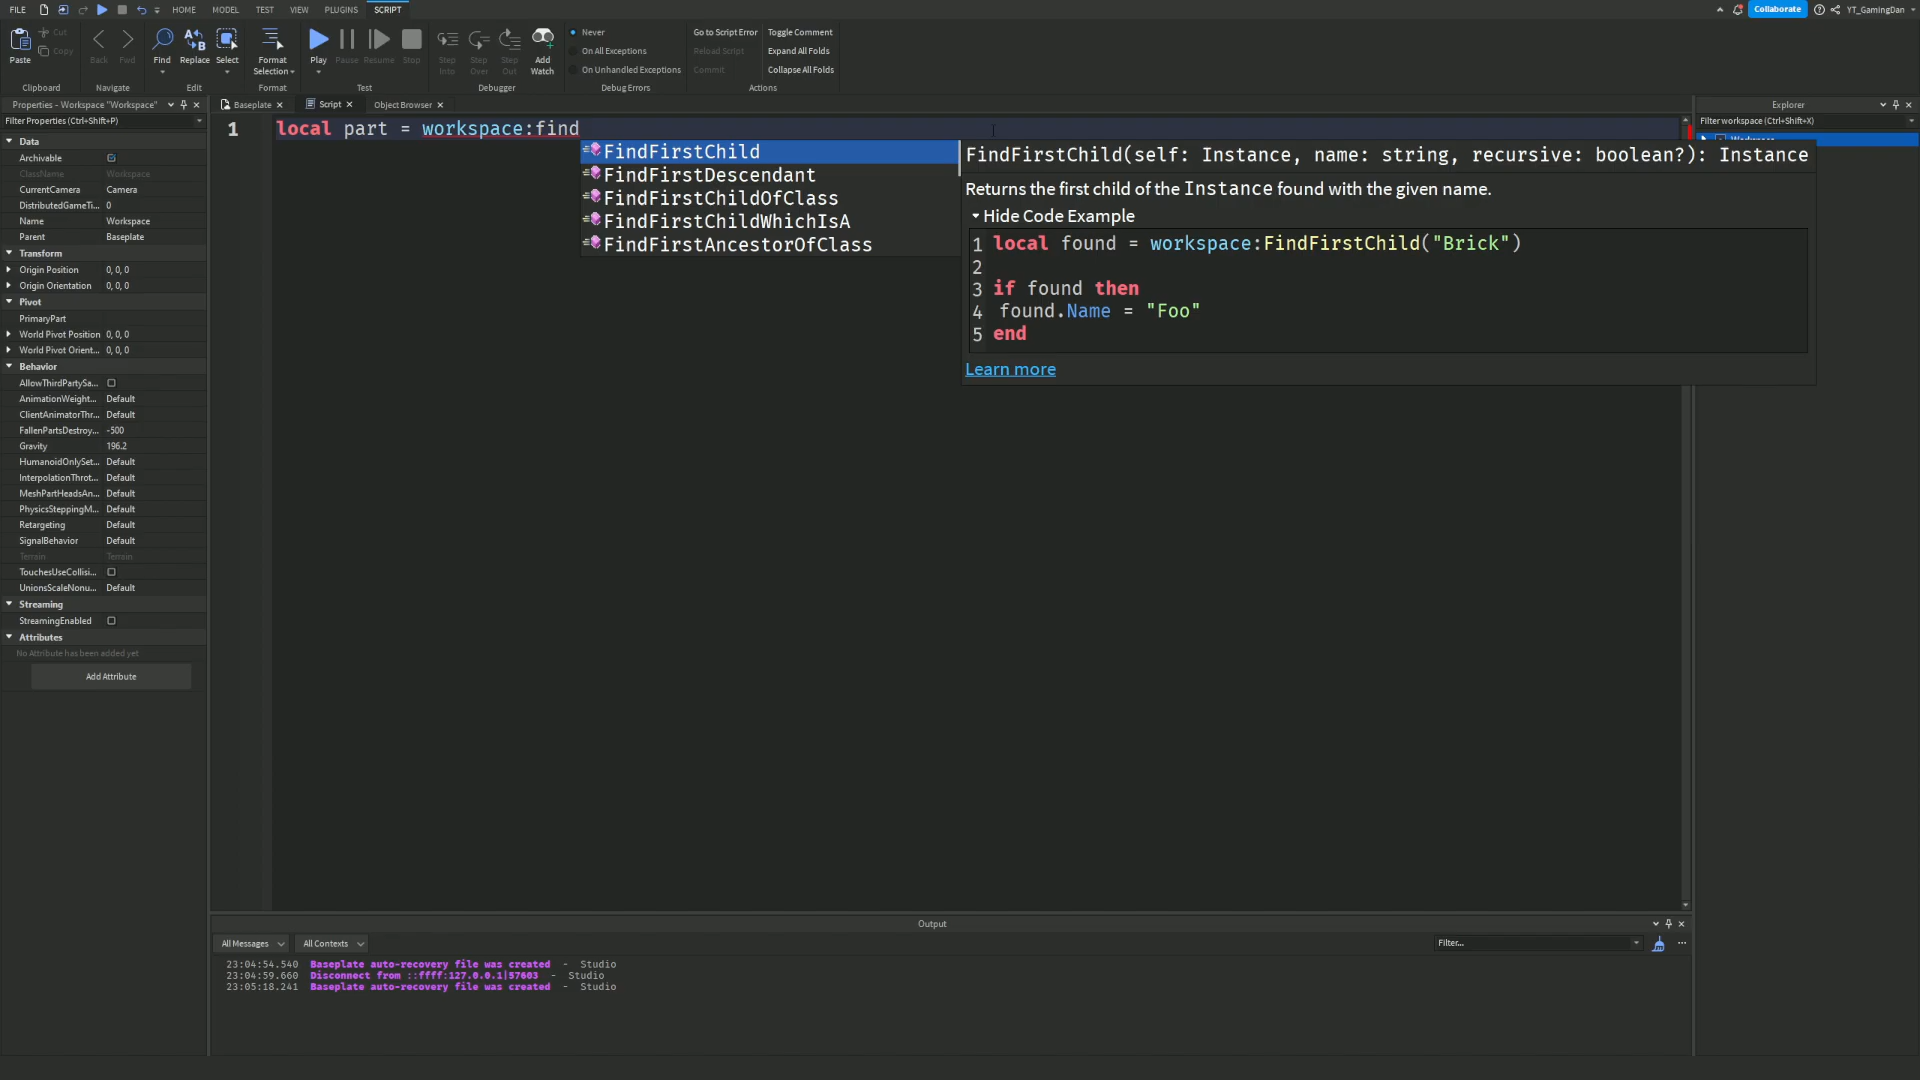 FILE
HOME
MODEL
TEST
VIEW
PLUGINS
SCRIPT
Collaborate
YT_GamingDan
Paste
Cut
Copy
Clipboard
Back
Fwd
Navigate
Find
Replace
Select
Edit
Format
Selection
Format
Play
Pause
Resume
Stop
Test
Step
Into
Step
Over
Step
Out
Add
Watch
Debugger
Never
On All Exceptions
On Unhandled Exceptions
Debug Errors
Go to Script Error
Reload Script
Commit
Toggle Comment
Expand All Folds
Collapse All Folds
Actions
Properties - Workspace "Workspace"
Filter Properties (Ctrl+Shift+P)
Data
Archivable
ClassName Workspace
CurrentCamera Camera
DistributedGameTi... 0
Name Workspace
Parent Baseplate
Transform
Origin Position 0, 0, 0
Origin Orientation 0, 0, 0
Pivot
PrimaryPart
World Pivot Position 0, 0, 0
World Pivot Orient... 0, 0, 0
Behavior
AllowThirdPartySa...
AnimationWeight... Default
ClientAnimatorThr... Default
FallenPartsDestroy... -500
Gravity 196.2
HumanoidOnlySet... Default
InterpolationThrot... Default
MeshPartHeadsAn... Default
PhysicsSteppingM... Default
Retargeting Default
SignalBehavior Default
Terrain Terrain
TouchesUseCollisi...
UnionsScaleNonu... Default
Streaming
StreamingEnabled
Attributes
No Attribute has been added yet
Add Attribute
Baseplate
Script
Object Browser
1 local part = workspace:find
FindFirstChild
FindFirstDescendant
FindFirstChildOfClass
FindFirstChildWhichIsA
FindFirstAncestorOfClass
FindFirstChild(self: Instance, name: string, recursive: boolean?): Instance
Returns the first child of the Instance found with the given name.
Hide Code Example
1 local found = workspace:FindFirstChild("Brick")
2
3 if found then
4 found.Name = "Foo"
5 end
Learn more
Explorer
Filter workspace (Ctrl+Shift+X)
Output
All Messages
All Contexts
Filter...
23:04:54.540 Baseplate auto-recovery file was created - Studio
23:04:59.660 Disconnect from ::ffff:127.0.0.1|57603 - Studio
23:05:18.241 Baseplate auto-recovery file was created - Studio